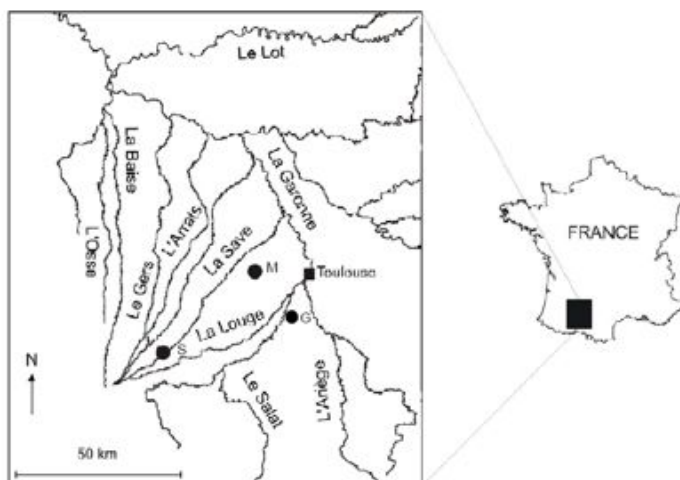 Le Lot
La Baïse
La Garonne
L'Osse
L'Arrats
La Save
Le Gers
M
Toulouse
La Louge
G
S
N
Le Salat
L'Ariège
50 km
FRANCE